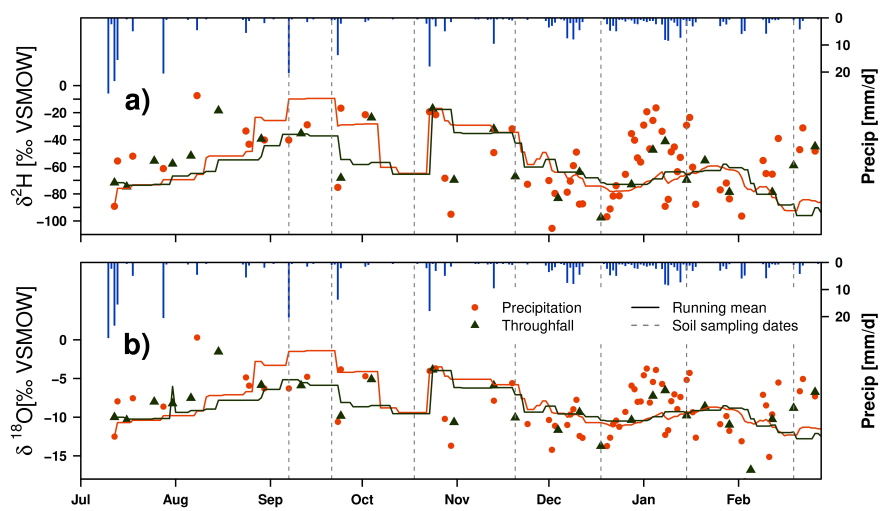 0
10
20
Precip [mm/d]
a)
0
−20
−40
−60
−80
−100
δ²H [‰ VSMOW]
0
10
20
Precip [mm/d]
Precipitation
Throughfall
Running mean
Soil sampling dates
b)
0
−5
−10
−15
δ ¹⁸O[‰ VSMOW]
Jul Aug Sep Oct Nov Dec Jan Feb